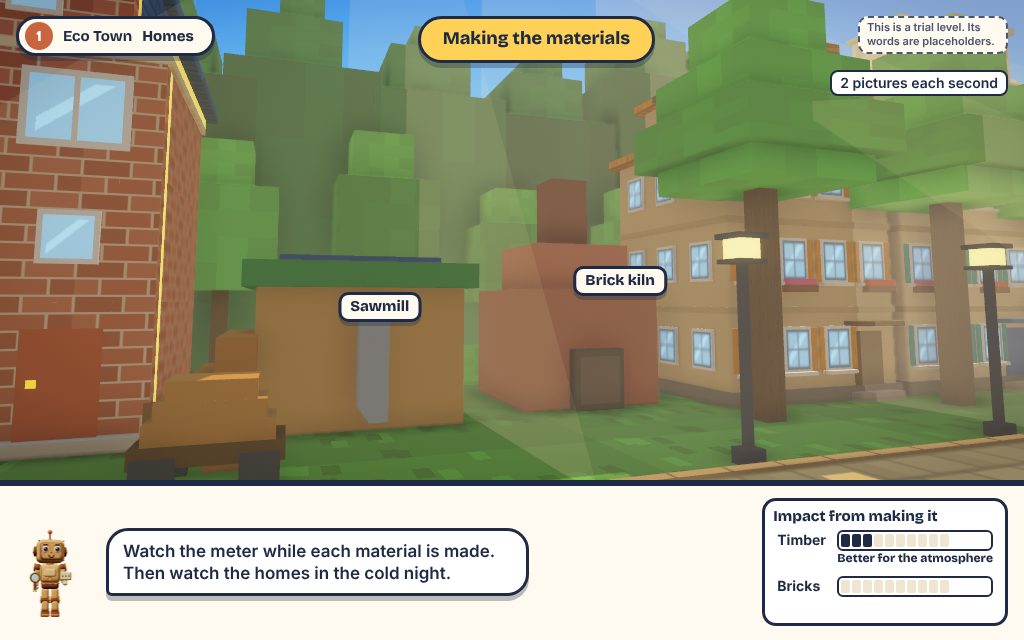 1 Eco Town Homes
Making the materials
This is a trial level. Its
words are placeholders.
2 pictures each second
Sawmill
Brick kiln
Watch the meter while each material is made.
Then watch the homes in the cold night.
Impact from making it
Timber
Better for the atmosphere
Bricks